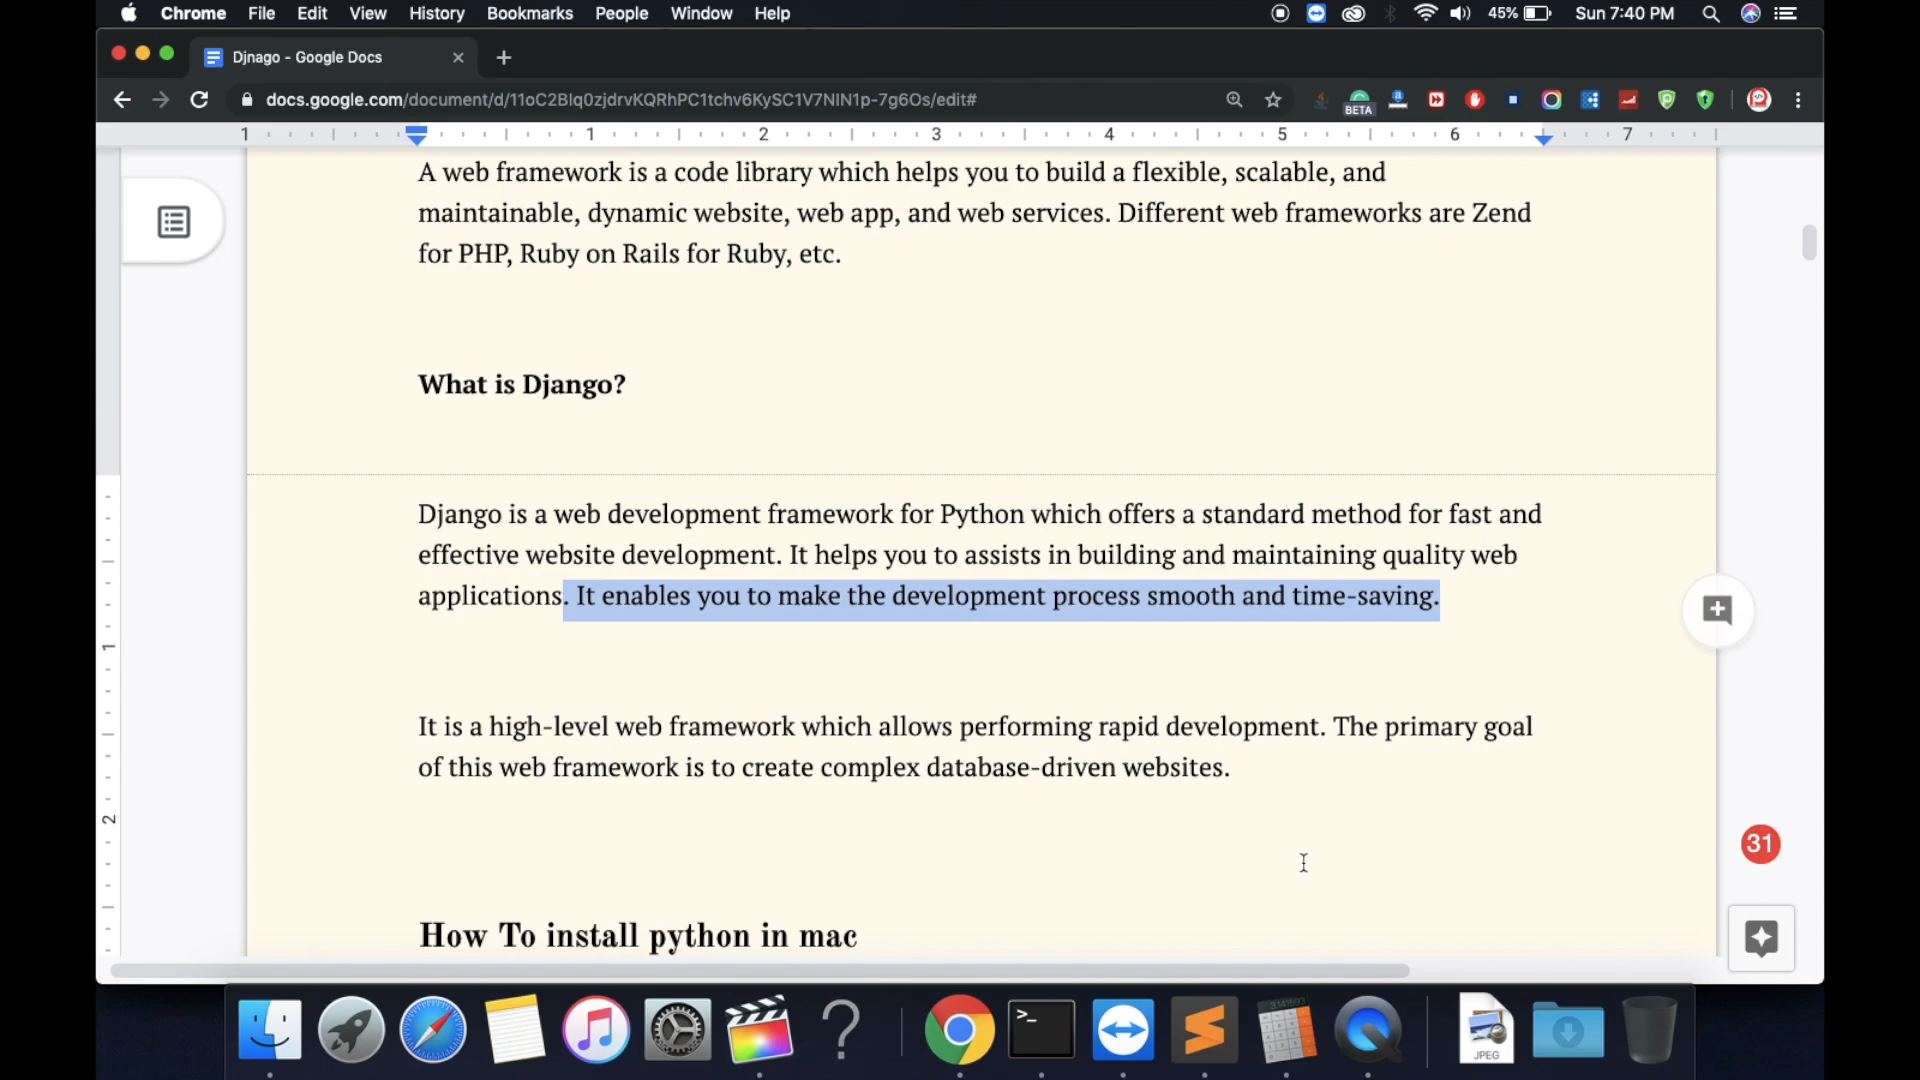 Chrome File Edit View History Bookmarks People Window Help 45% Sun 7:40 PM
Djnago - Google Docs
docs.google.com/document/d/11oC2BIq0zjdrvKQRhPC1tchv6KySC1V7NIN1p-7g6Os/edit#
BETA
1 1 2 3 4 5 6 7
A web framework is a code library which helps you to build a flexible, scalable, and
maintainable, dynamic website, web app, and web services. Different web frameworks are Zend
for PHP, Ruby on Rails for Ruby, etc.
What is Django?
Django is a web development framework for Python which offers a standard method for fast and
effective website development. It helps you to assists in building and maintaining quality web
applications. It enables you to make the development process smooth and time-saving.
1
It is a high-level web framework which allows performing rapid development. The primary goal
of this web framework is to create complex database-driven websites.
2
31
How To install python in mac
JPEG